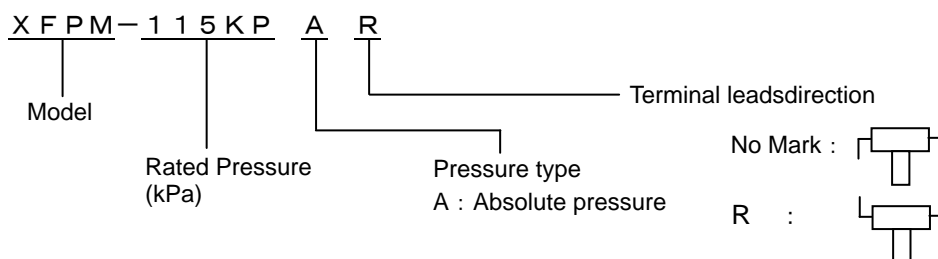 XFPM－115KP A R
Terminal leadsdirection
Model
No Mark：
Rated Pressure
(kPa)
Pressure type
A：Absolute pressure
R ：